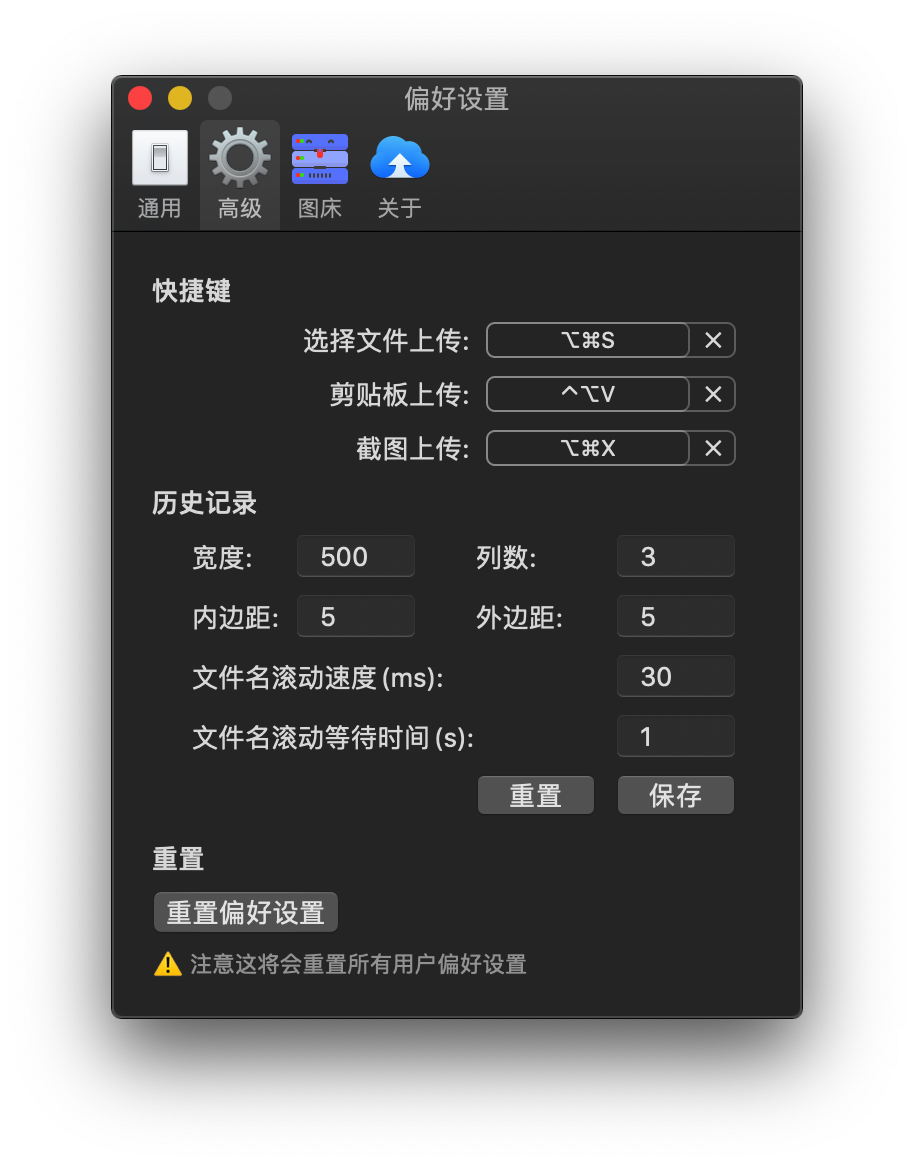 偏好设置
通用 高级 图床 关于
快捷键
选择文件上传: ⌥⌘S ✕
剪贴板上传: ^⌥V ✕
截图上传: ⌥⌘X ✕
历史记录
宽度: 500 列数: 3
内边距: 5 外边距: 5
文件名滚动速度(ms): 30
文件名滚动等待时间(s): 1
重置 保存
重置
重置偏好设置
⚠️ 注意这将会重置所有用户偏好设置